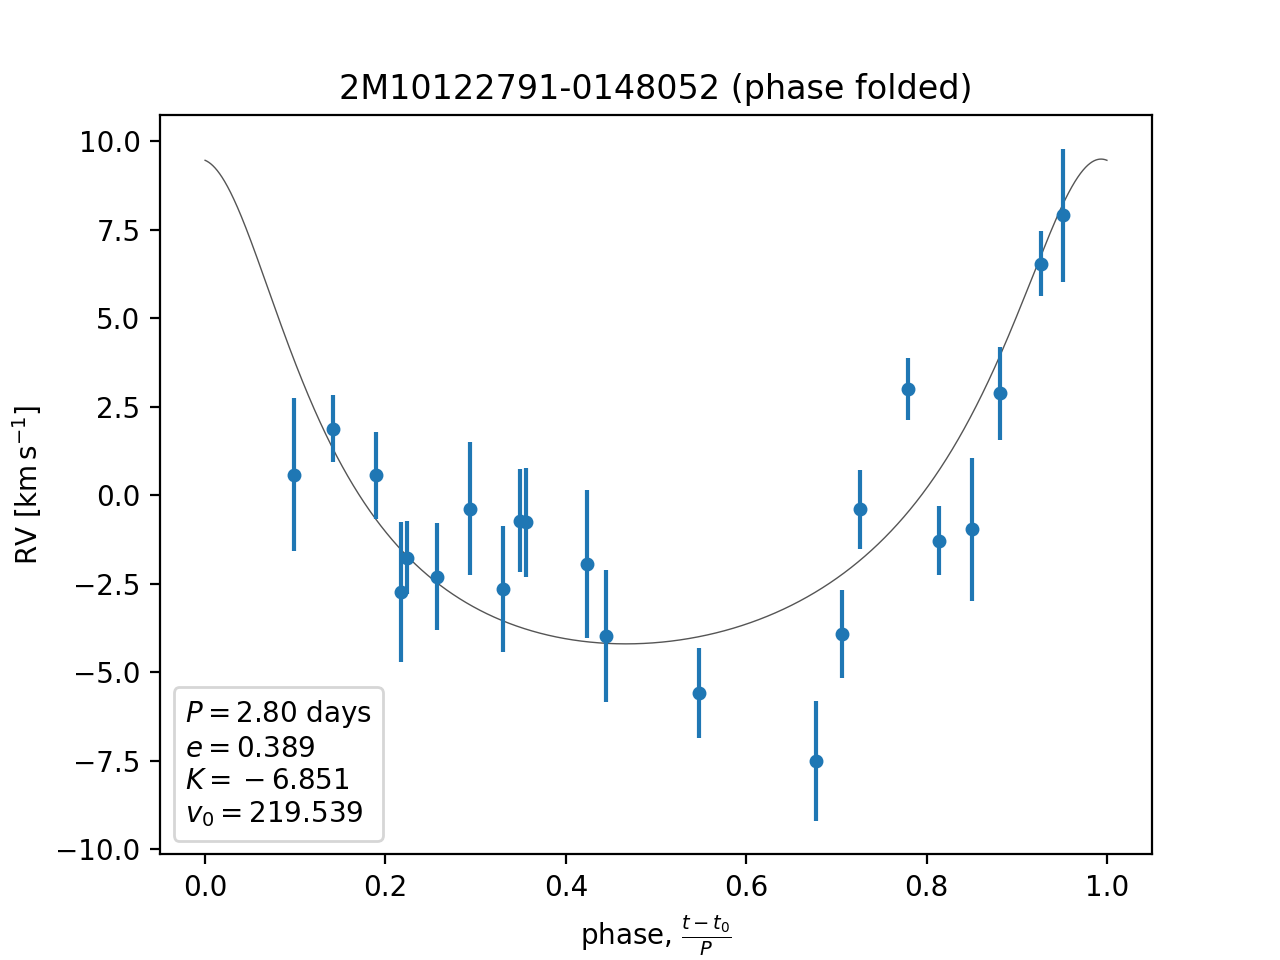 2M10122791-0148052 (phase folded)
RV [km s⁻¹]
10.0
7.5
5.0
2.5
0.0
−2.5
−5.0
−7.5
−10.0
P = 2.80 days
e = 0.389
K = −6.851
v₀ = 219.539
0.0 0.2 0.4 0.6 0.8 1.0
phase, (t − t₀)/P